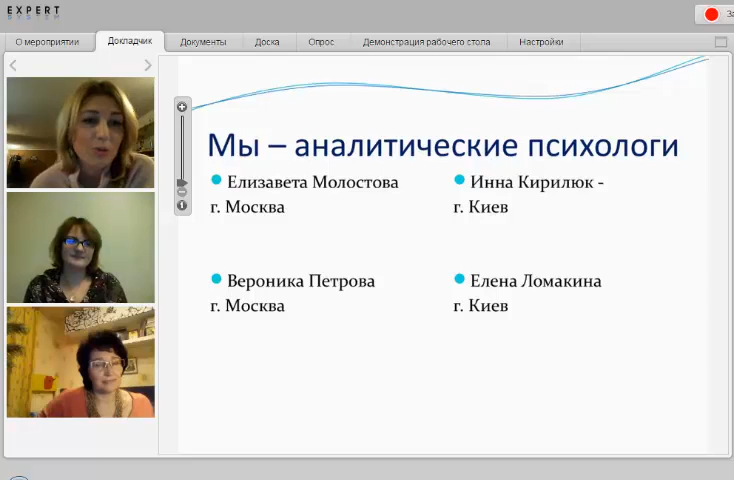 EXPERT
SYSTEM
О мероприятии
Докладчик
Документы
Доска
Опрос
Демонстрация рабочего стола
Настройки
Мы – аналитические психологи
Елизавета Молостова
г. Москва
Инна Кирилюк -
г. Киев
Вероника Петрова
г. Москва
Елена Ломакина
г. Киев